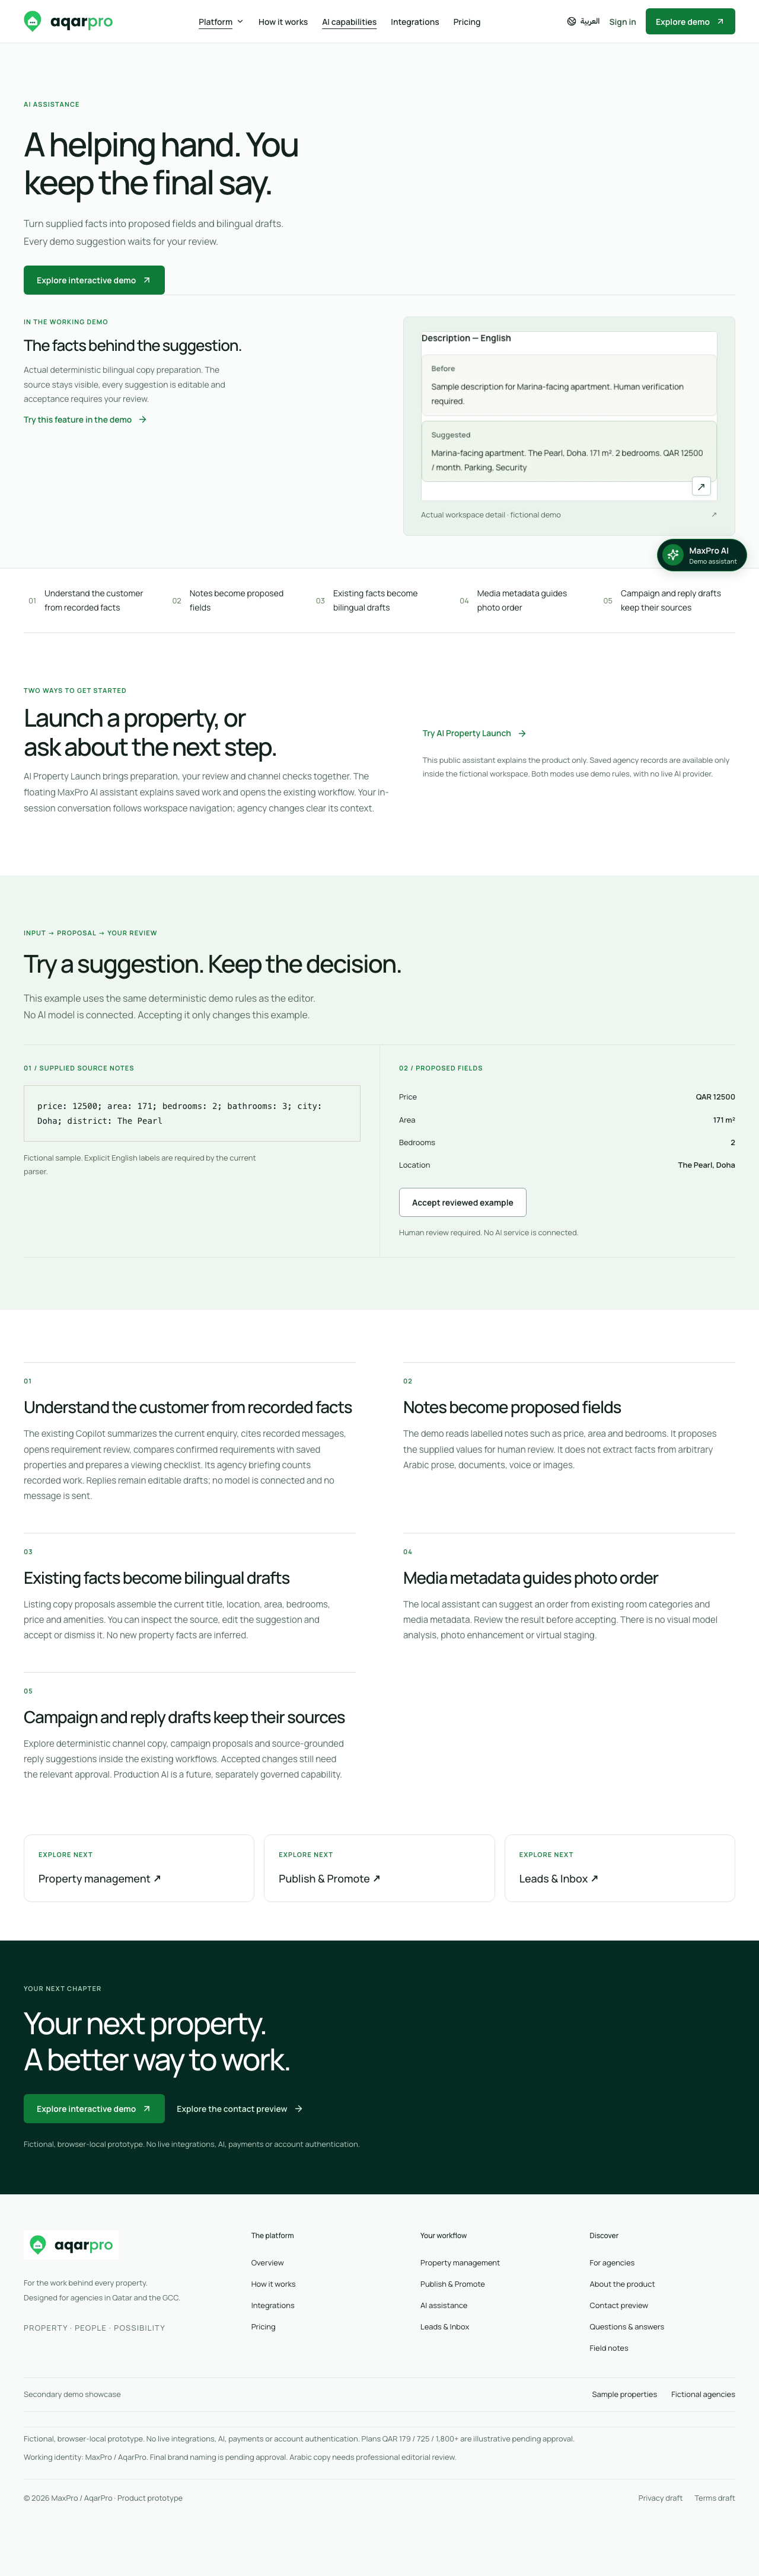 aqarpro
Platform
How it works
AI capabilities
Integrations
Pricing
العربية
Sign in
Explore demo
AI ASSISTANCE
A helping hand. You
keep the final say.
Turn supplied facts into proposed fields and bilingual drafts.
Every demo suggestion waits for your review.
Explore interactive demo
IN THE WORKING DEMO
The facts behind the suggestion.
Actual deterministic bilingual copy preparation. The
source stays visible, every suggestion is editable and
acceptance requires your review.
Try this feature in the demo →
Description — English
Before
Sample description for Marina-facing apartment. Human verification
required.
Suggested
Marina-facing apartment. The Pearl, Doha. 171 m². 2 bedrooms. QAR 12500
/ month. Parking, Security
↗
Actual workspace detail · fictional demo ↗
MaxPro AI
Demo assistant
01 Understand the customer
from recorded facts
02 Notes become proposed
fields
03 Existing facts become
bilingual drafts
04 Media metadata guides
photo order
05 Campaign and reply drafts
keep their sources
TWO WAYS TO GET STARTED
Launch a property, or
ask about the next step.
AI Property Launch brings preparation, your review and channel checks together. The
floating MaxPro AI assistant explains saved work and opens the existing workflow. Your in-
session conversation follows workspace navigation; agency changes clear its context.
Try AI Property Launch →
This public assistant explains the product only. Saved agency records are available only
inside the fictional workspace. Both modes use demo rules, with no live AI provider.
INPUT → PROPOSAL → YOUR REVIEW
Try a suggestion. Keep the decision.
This example uses the same deterministic demo rules as the editor.
No AI model is connected. Accepting it only changes this example.
01 / SUPPLIED SOURCE NOTES
price: 12500; area: 171; bedrooms: 2; bathrooms: 3; city:
Doha; district: The Pearl
Fictional sample. Explicit English labels are required by the current
parser.
02 / PROPOSED FIELDS
Price QAR 12500
Area 171 m²
Bedrooms 2
Location The Pearl, Doha
Accept reviewed example
Human review required. No AI service is connected.
01
Understand the customer from recorded facts
The existing Copilot summarizes the current enquiry, cites recorded messages,
opens requirement review, compares confirmed requirements with saved
properties and prepares a viewing checklist. Its agency briefing counts
recorded work. Replies remain editable drafts; no model is connected and no
message is sent.
02
Notes become proposed fields
The demo reads labelled notes such as price, area and bedrooms. It proposes
the supplied values for human review. It does not extract facts from arbitrary
Arabic prose, documents, voice or images.
03
Existing facts become bilingual drafts
Listing copy proposals assemble the current title, location, area, bedrooms,
price and amenities. You can inspect the source, edit the suggestion and
accept or dismiss it. No new property facts are inferred.
04
Media metadata guides photo order
The local assistant can suggest an order from existing room categories and
media metadata. Review the result before accepting. There is no visual model
analysis, photo enhancement or virtual staging.
05
Campaign and reply drafts keep their sources
Explore deterministic channel copy, campaign proposals and source-grounded
reply suggestions inside the existing workflows. Accepted changes still need
the relevant approval. Production AI is a future, separately governed capability.
EXPLORE NEXT
Property management ↗
EXPLORE NEXT
Publish & Promote ↗
EXPLORE NEXT
Leads & Inbox ↗
YOUR NEXT CHAPTER
Your next property.
A better way to work.
Explore interactive demo
Explore the contact preview →
Fictional, browser-local prototype. No live integrations, AI, payments or account authentication.
aqarpro
For the work behind every property.
Designed for agencies in Qatar and the GCC.
PROPERTY · PEOPLE · POSSIBILITY
The platform
Overview
How it works
Integrations
Pricing
Your workflow
Property management
Publish & Promote
AI assistance
Leads & Inbox
Discover
For agencies
About the product
Contact preview
Questions & answers
Field notes
Secondary demo showcase
Sample properties
Fictional agencies
Fictional, browser-local prototype. No live integrations, AI, payments or account authentication. Plans QAR 179 / 725 / 1,800+ are illustrative pending approval.
Working identity: MaxPro / AqarPro. Final brand naming is pending approval. Arabic copy needs professional editorial review.
© 2026 MaxPro / AqarPro · Product prototype
Privacy draft
Terms draft